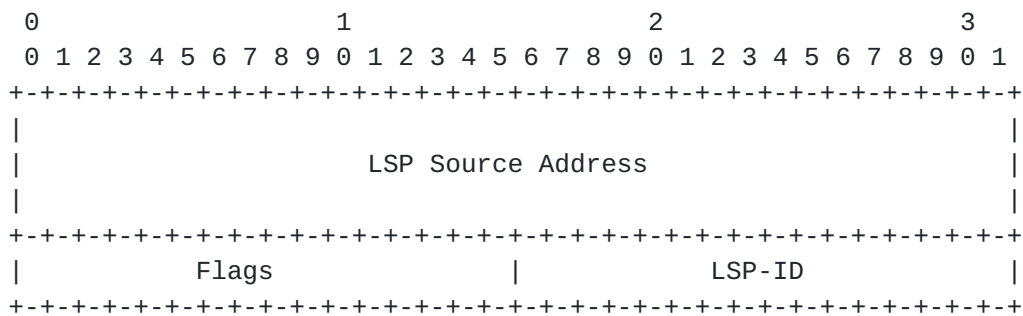 0                   1                   2                   3
 0 1 2 3 4 5 6 7 8 9 0 1 2 3 4 5 6 7 8 9 0 1 2 3 4 5 6 7 8 9 0 1
+-+-+-+-+-+-+-+-+-+-+-+-+-+-+-+-+-+-+-+-+-+-+-+-+-+-+-+-+-+-+-+-+
|                                                               |
|                      LSP Source Address                       |
|                                                               |
+-+-+-+-+-+-+-+-+-+-+-+-+-+-+-+-+-+-+-+-+-+-+-+-+-+-+-+-+-+-+-+-+
|           Flags               |            LSP-ID             |
+-+-+-+-+-+-+-+-+-+-+-+-+-+-+-+-+-+-+-+-+-+-+-+-+-+-+-+-+-+-+-+-+